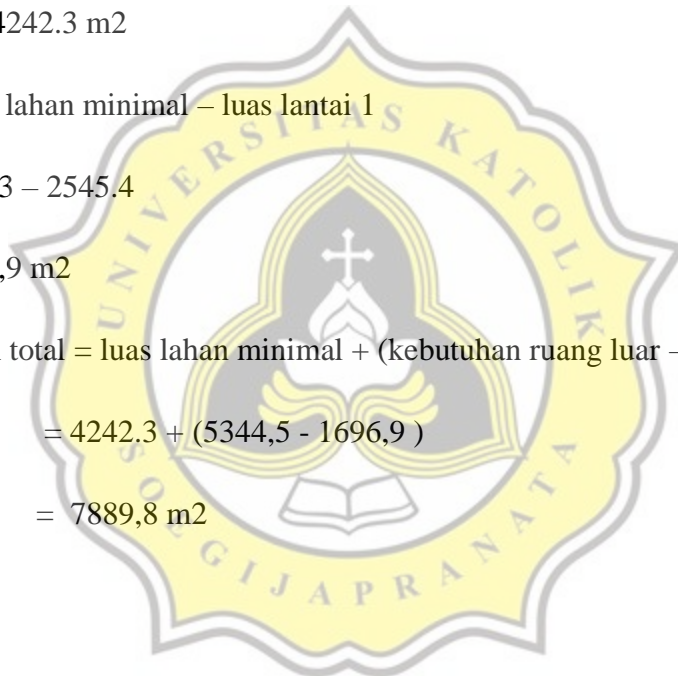 4242.3 m2
lahan minimal – luas lantai 1
3 – 2545.4
,9 m2
total = luas lahan minimal + (kebutuhan ruang luar –
= 4242.3 + (5344,5 - 1696,9 )
= 7889,8 m2
UNIVERSITAS KATOLIK
SOEGIJAPRANATA